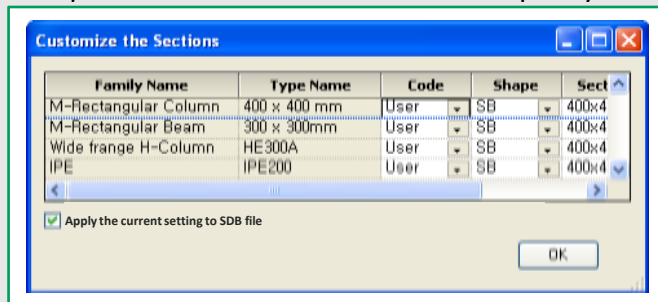 Customize the Sections
Family Name Type Name Code Shape Sect
M-Rectangular Column 400 x 400 mm User SB 400x4
M-Rectangular Beam 300 x 300mm User SB 400x4
Wide frange H-Column HE300A User SB 400x4
IPE IPE200 User SB 400x4
Apply the current setting to SDB file
OK